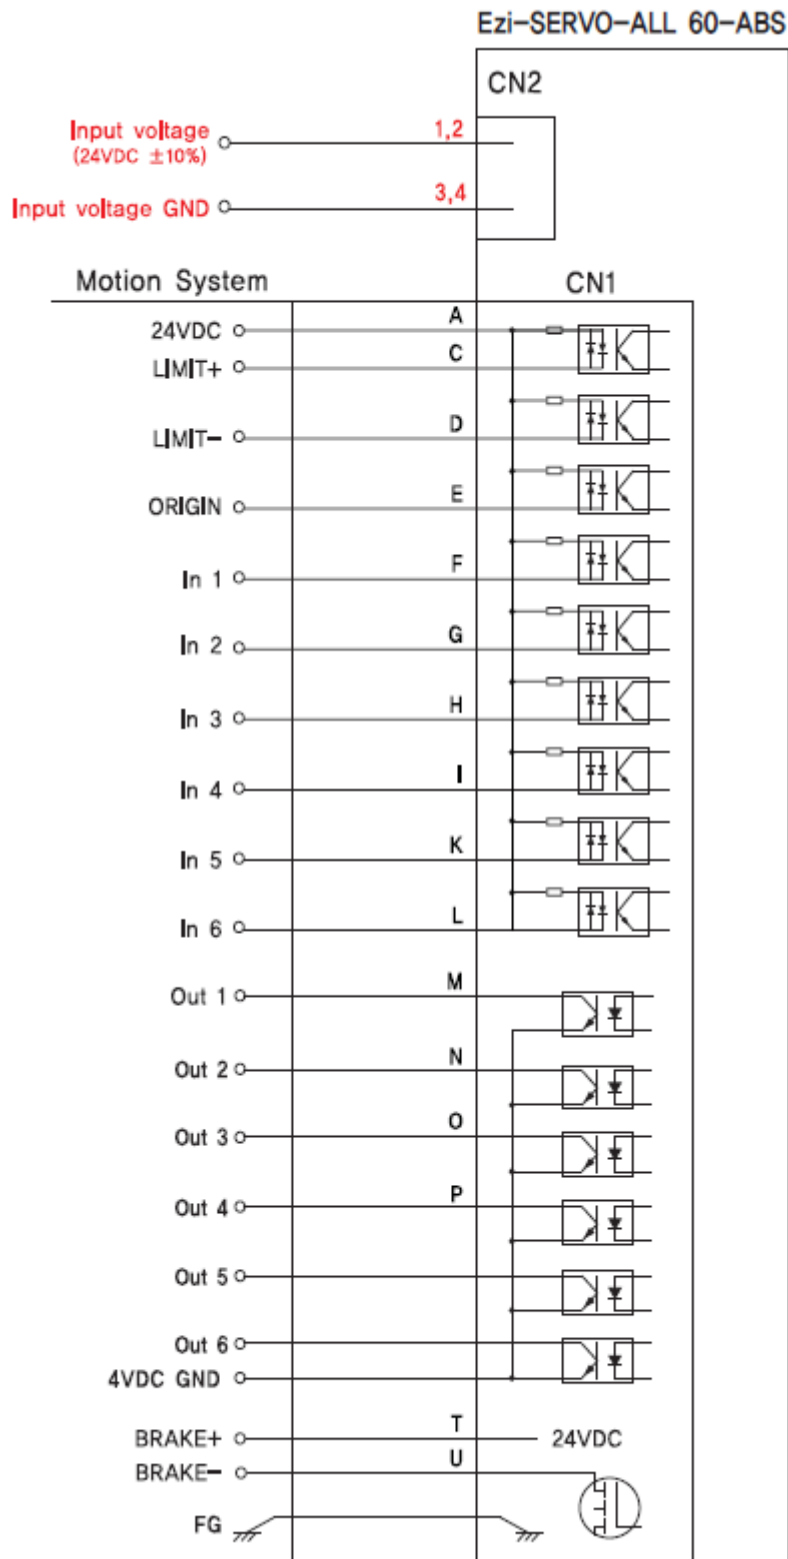 Ezi-SERVO-ALL 60-ABS
CN2
Input voltage
(24VDC ±10%)
1,2
Input voltage GND
3,4
Motion System
CN1
24VDC
A
LIMIT+
C
LIMIT-
D
ORIGIN
E
In 1
F
In 2
G
In 3
H
In 4
I
In 5
K
In 6
L
Out 1
M
Out 2
N
Out 3
O
Out 4
P
Out 5
Out 6
4VDC GND
BRAKE+
T
24VDC
BRAKE-
U
FG